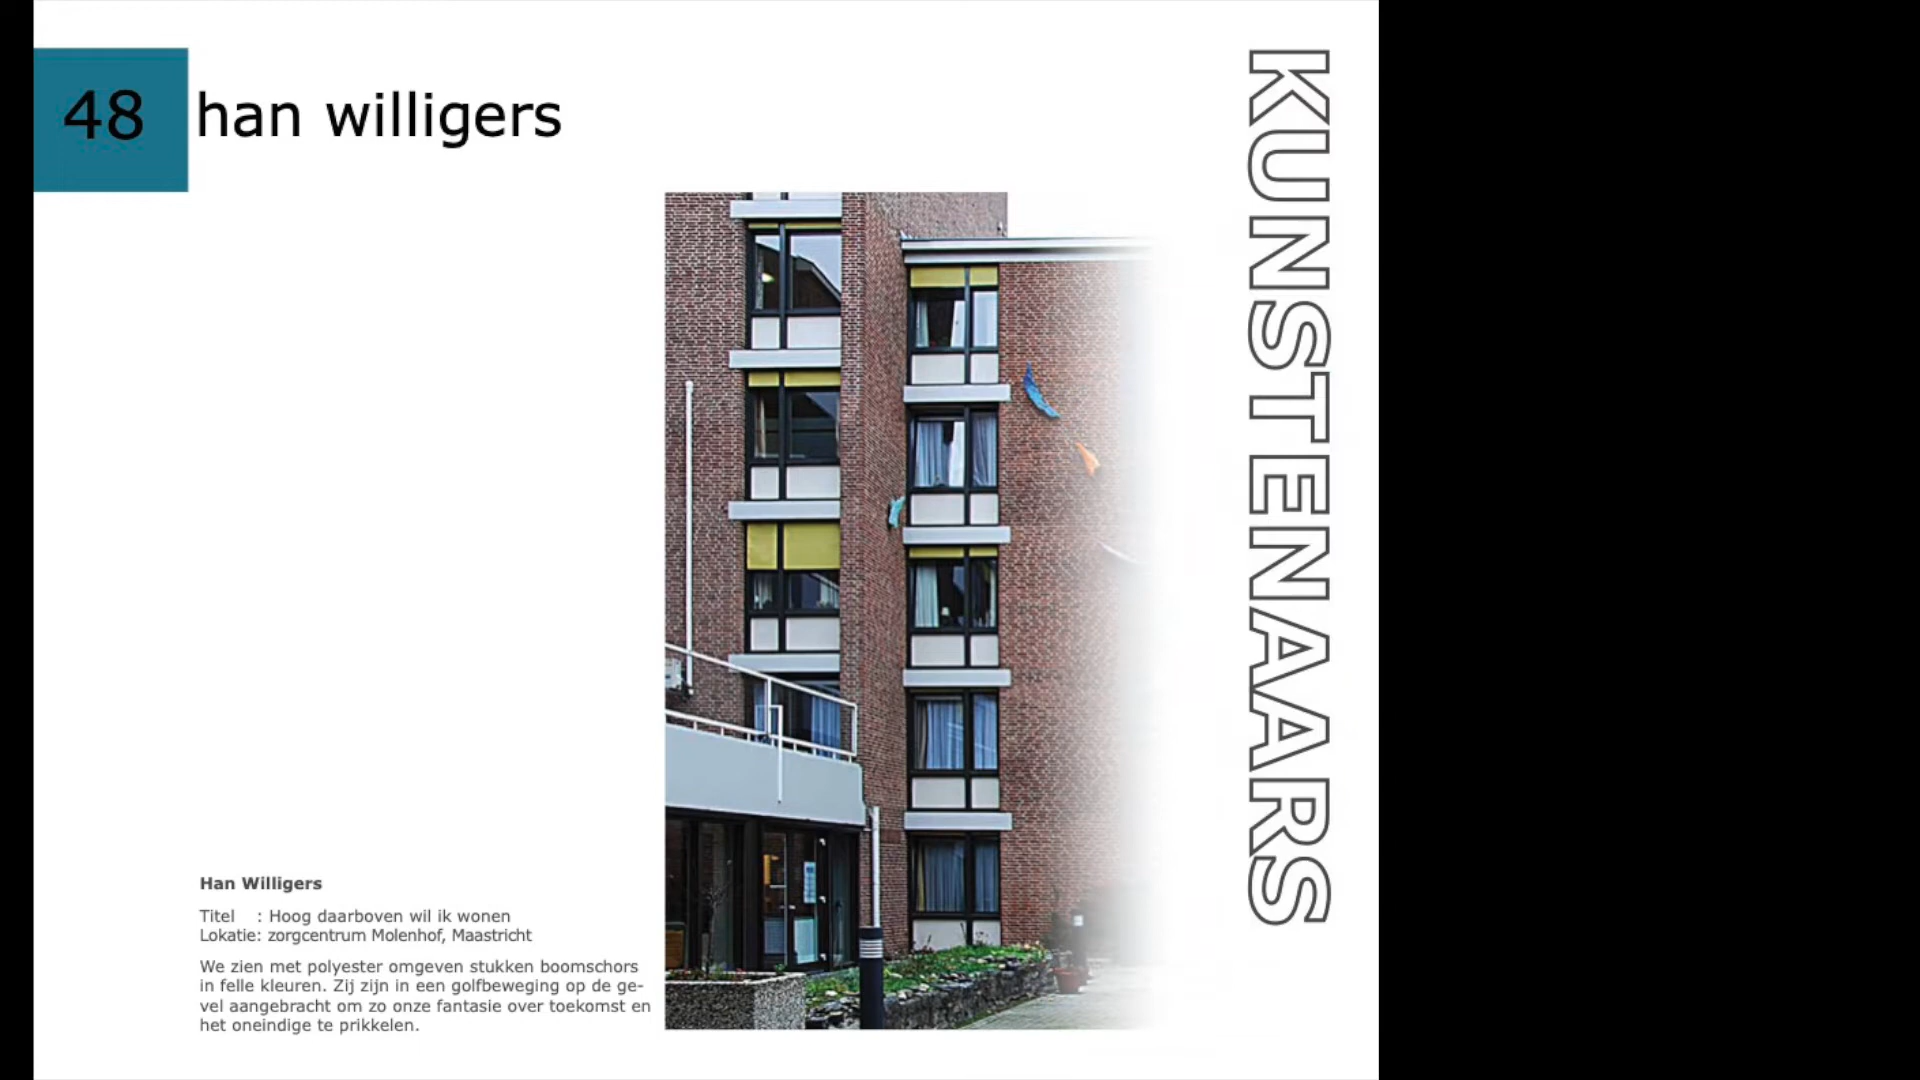 48 han willigers
KUNSTENAARS
Han Willigers
Titel : Hoog daarboven wil ik wonen
Lokatie: zorgcentrum Molenhof, Maastricht
We zien met polyester omgeven stukken boomschors
in felle kleuren. Zij zijn in een golfbeweging op de ge-
vel aangebracht om zo onze fantasie over toekomst en
het oneindige te prikkelen.